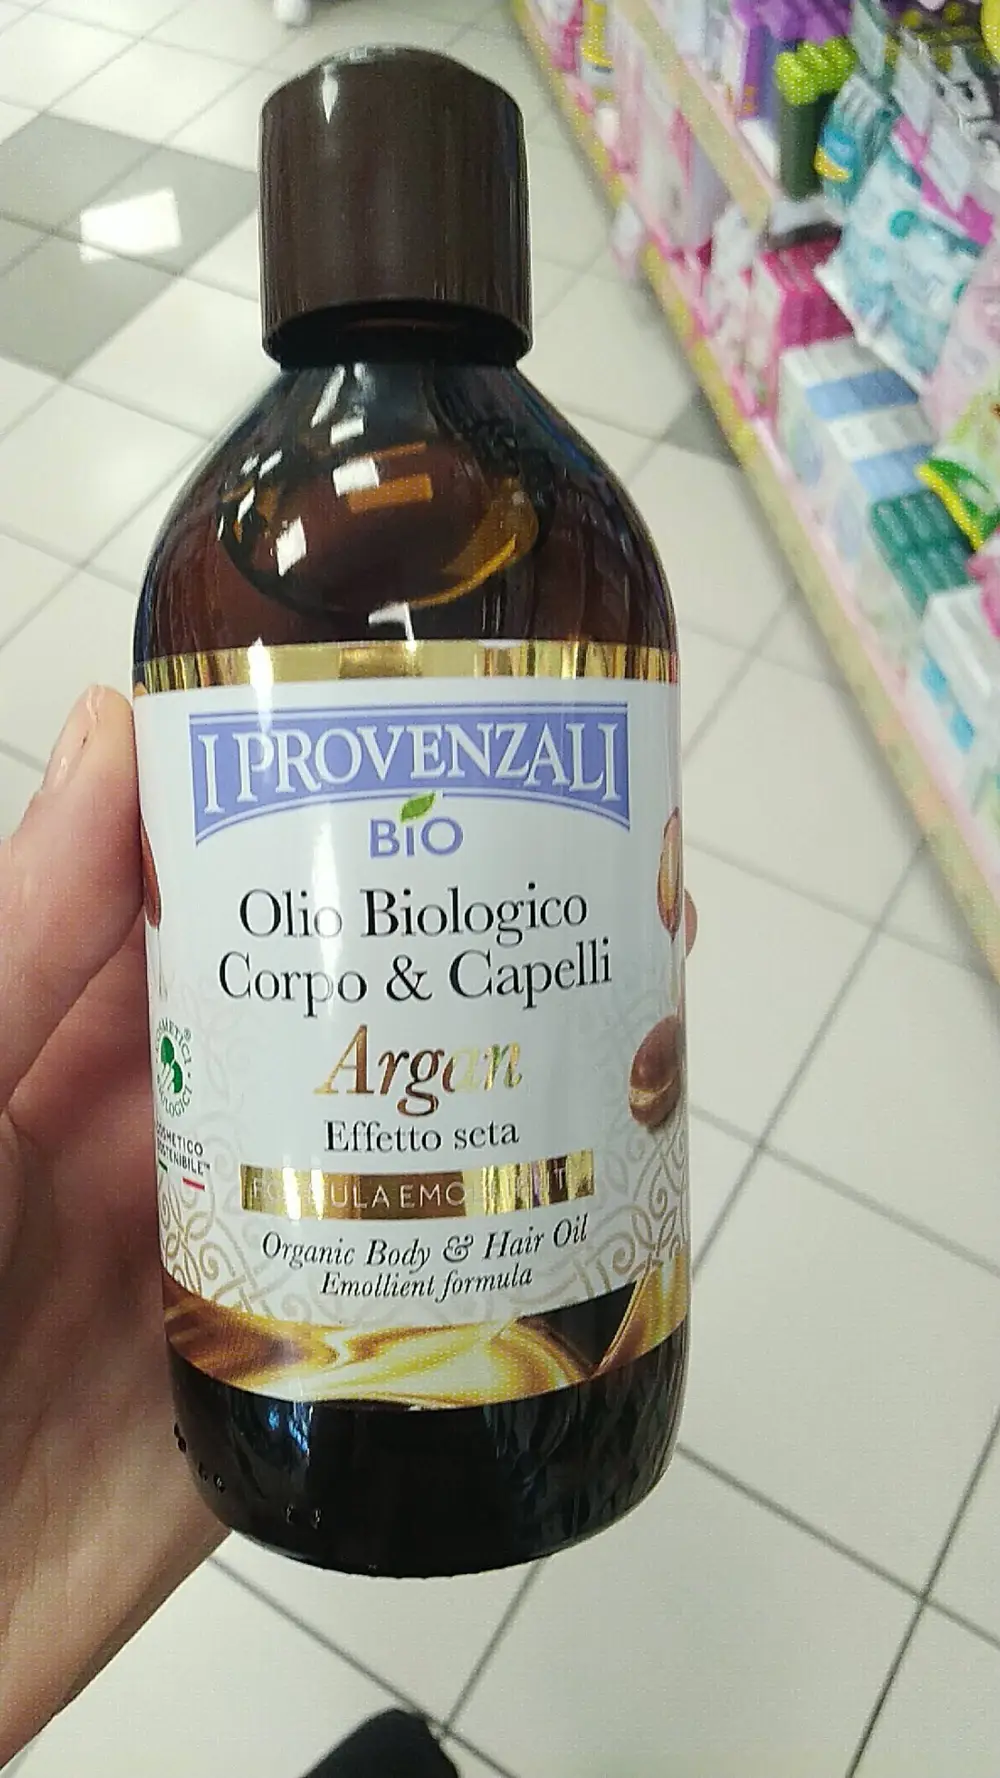 I PROVENZALI
BIO
Olio Biologico
Corpo & Capelli
Argan
Effetto seta
Organic Body & Hair Oil
Emollient formula